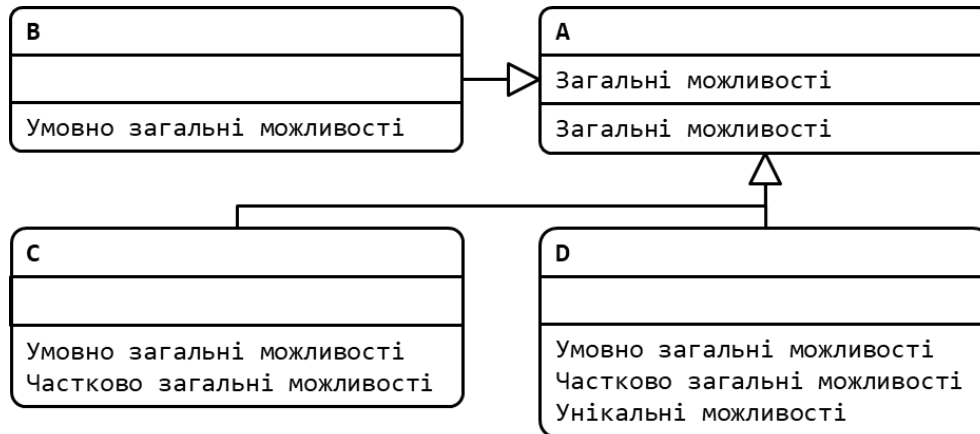 B
Умовно загальні можливості
A
Загальні можливості
Загальні можливості
C
Умовно загальні можливості
Частково загальні можливості
D
Умовно загальні можливості
Частково загальні можливості
Унікальні можливості